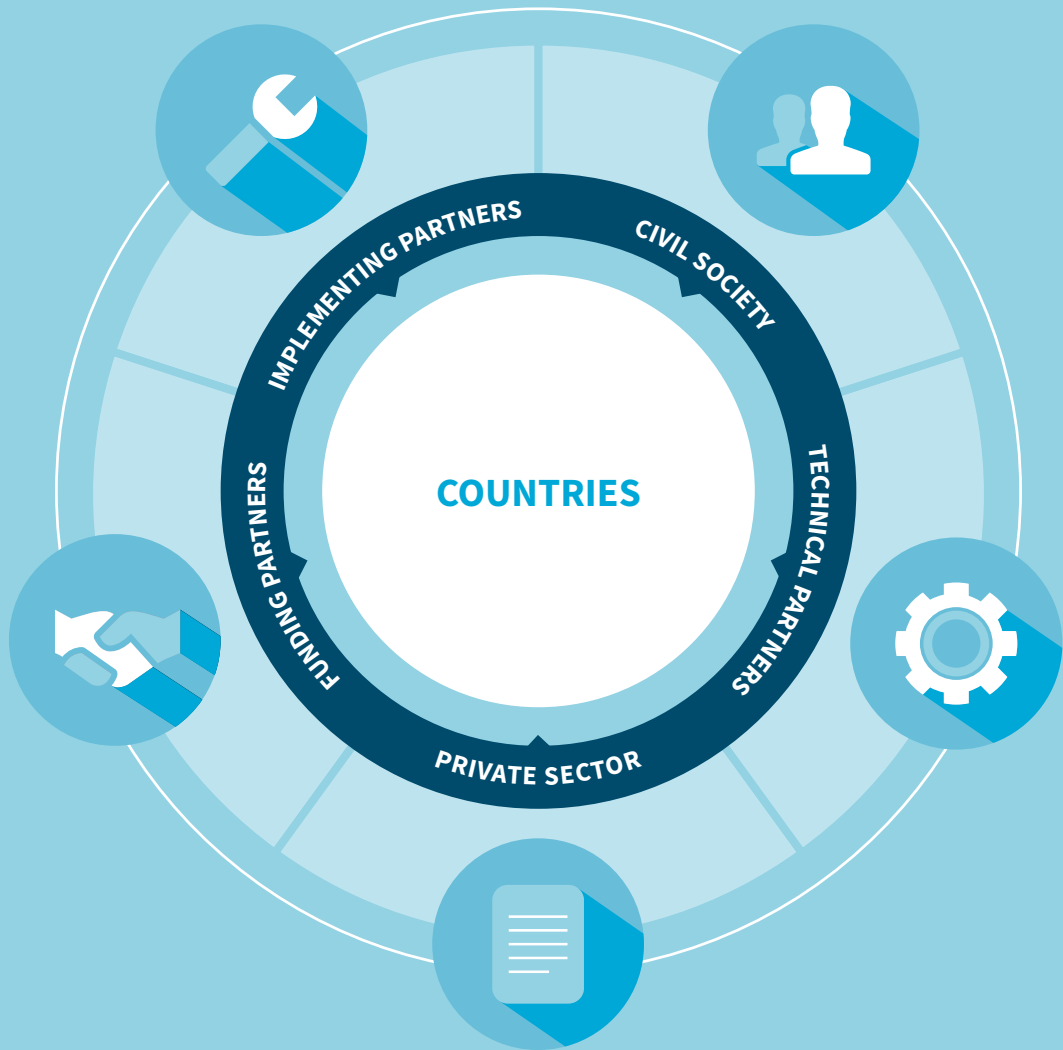 IMPLEMENTING PARTNERS
CIVIL SOCIETY
COUNTRIES
FUNDING PARTNERS
TECHNICAL PARTNERS
PRIVATE SECTOR